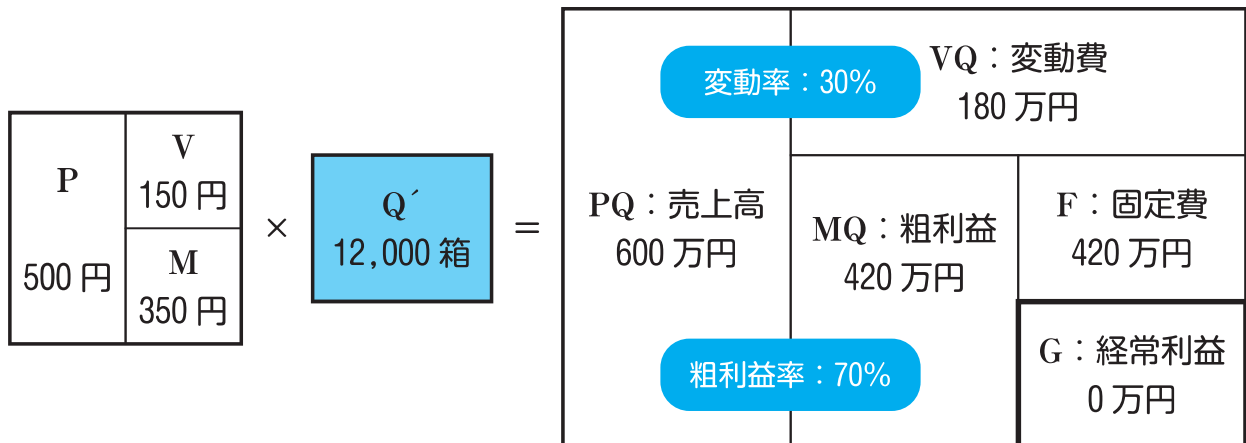 P
500 円
V
150 円
M
350 円
×
Q´
12,000 箱
=
PQ：売上高
600 万円
変動率：30%
粗利益率：70%
VQ：変動費
180 万円
MQ：粗利益
420 万円
F：固定費
420 万円
G：経常利益
0 万円